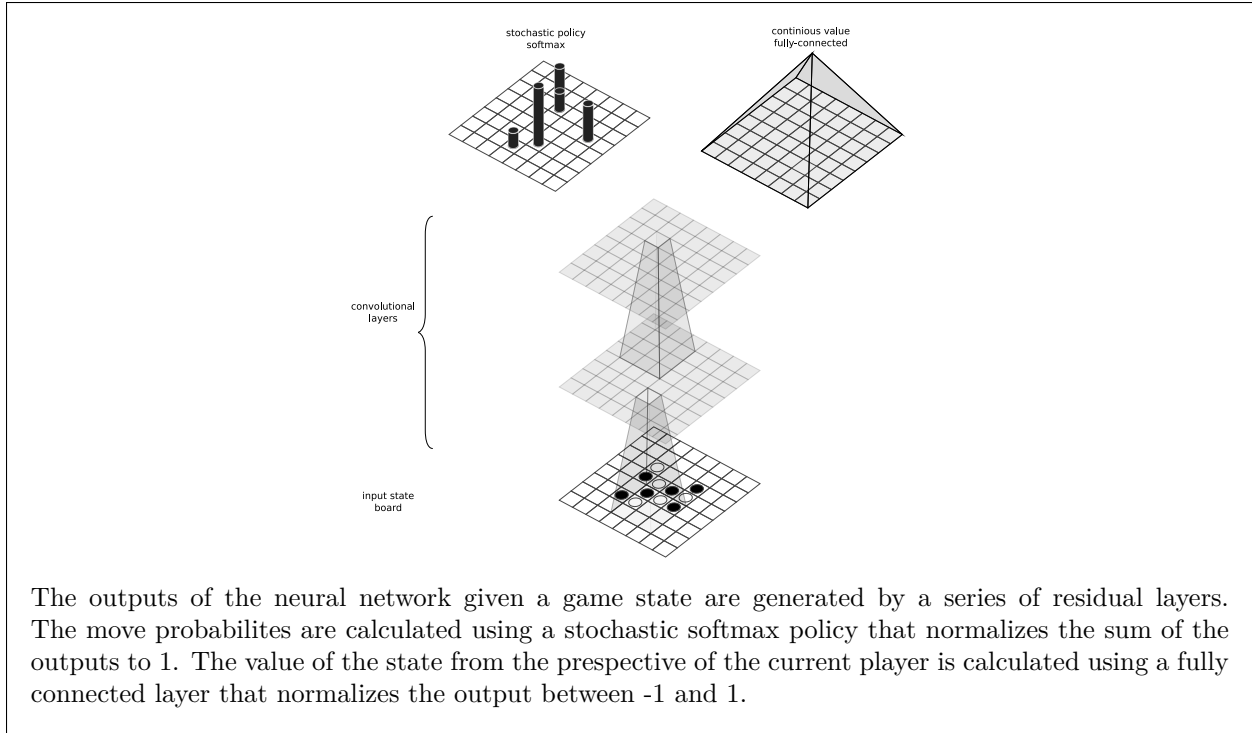 stochastic policy
softmax
continious value
fully-connected
convolutional
layers
input state
board
The outputs of the neural network given a game state are generated by a series of residual layers.
The move probabilites are calculated using a stochastic softmax policy that normalizes the sum of the
outputs to 1. The value of the state from the prespective of the current player is calculated using a fully
connected layer that normalizes the output between -1 and 1.